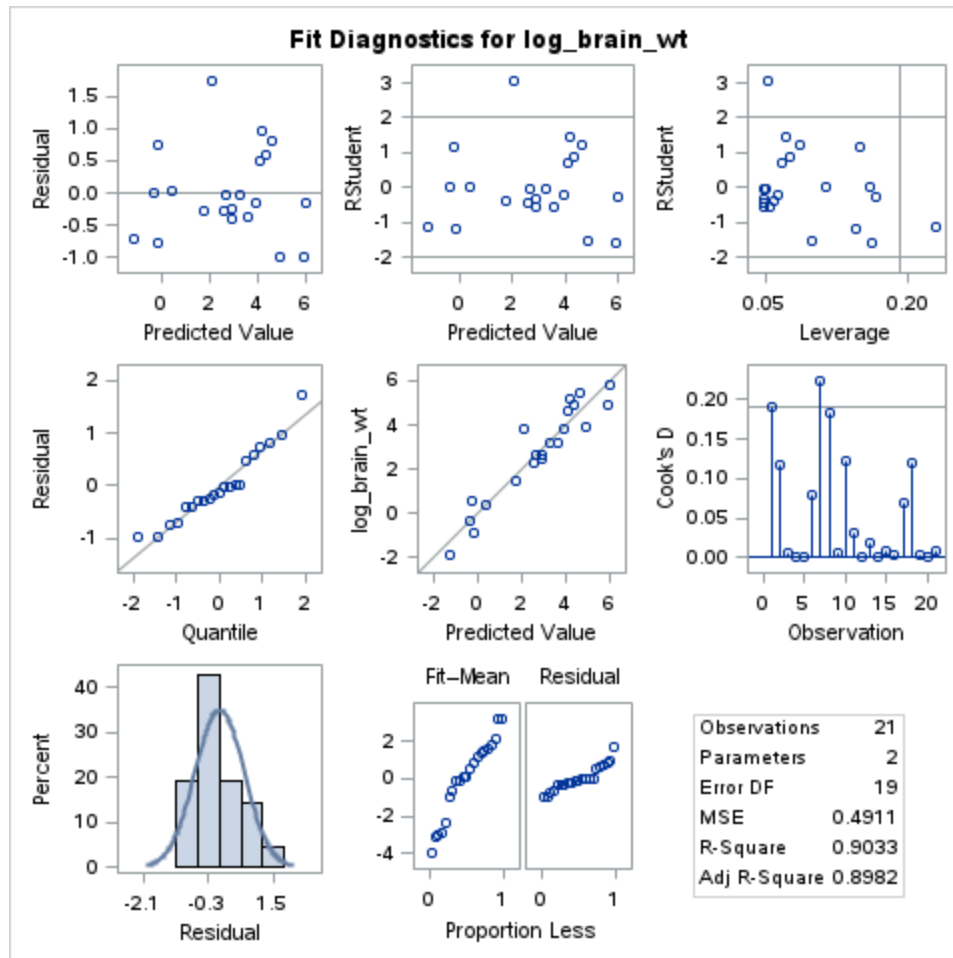 Fit Diagnostics for log_brain_wt
Residual
1.5
1.0
0.5
0.0
-0.5
-1.0
0 2 4 6
Predicted Value
RStudent
3
2
1
0
-1
-2
0 2 4 6
Predicted Value
RStudent
3
2
1
0
-1
-2
0.05 0.20
Leverage
Residual
2
1
0
-1
-2 -1 0 1 2
Quantile
log_brain_wt
6
4
2
0
-2
-2 0 2 4 6
Predicted Value
Cook's D
0.20
0.15
0.10
0.05
0.00
0 5 10 15 20
Observation
Percent
40
30
20
10
0
-2.1 -0.3 1.5
Residual
Fit–Mean Residual
2
0
-2
-4
0 1 0 1
Proportion Less
Observations 21
Parameters 2
Error DF 19
MSE 0.4911
R-Square 0.9033
Adj R-Square 0.8982